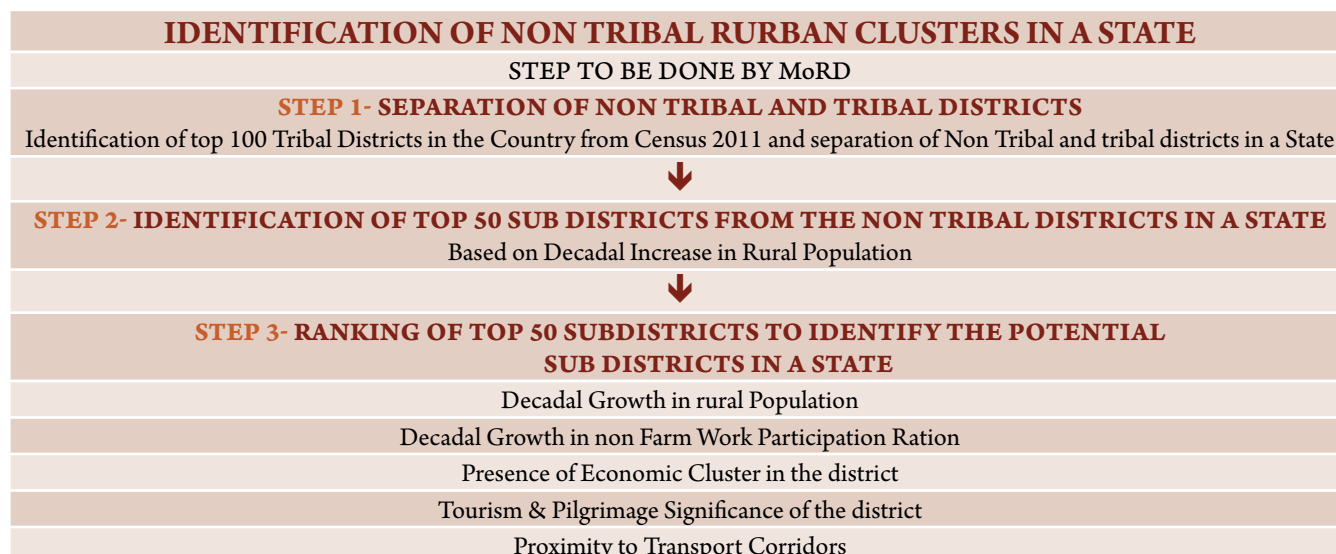 IDENTIFICATION OF NON TRIBAL RURBAN CLUSTERS IN A STATE
STEP TO BE DONE BY MoRD
STEP 1- SEPARATION OF NON TRIBAL AND TRIBAL DISTRICTS
Identification of top 100 Tribal Districts in the Country from Census 2011 and separation of Non Tribal and tribal districts in a State
STEP 2- IDENTIFICATION OF TOP 50 SUB DISTRICTS FROM THE NON TRIBAL DISTRICTS IN A STATE
Based on Decadal Increase in Rural Population
STEP 3- RANKING OF TOP 50 SUBDISTRICTS TO IDENTIFY THE POTENTIAL
SUB DISTRICTS IN A STATE
Decadal Growth in rural Population
Decadal Growth in non Farm Work Participation Ration
Presence of Economic Cluster in the district
Tourism & Pilgrimage Significance of the district
Proximity to Transport Corridors